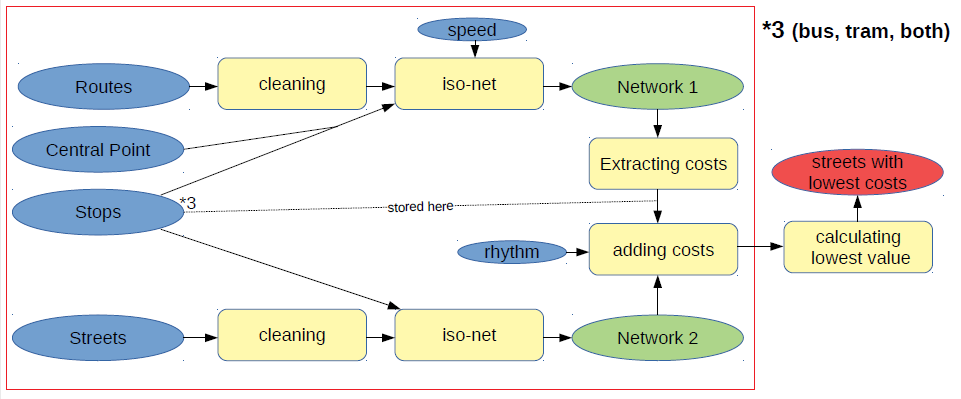 *3 (bus, tram, both)
speed
Routes
cleaning
iso-net
Network 1
Central Point
Extracting costs
streets with
lowest costs
Stops
*3
stored here
rhythm
adding costs
calculating
lowest value
Streets
cleaning
iso-net
Network 2